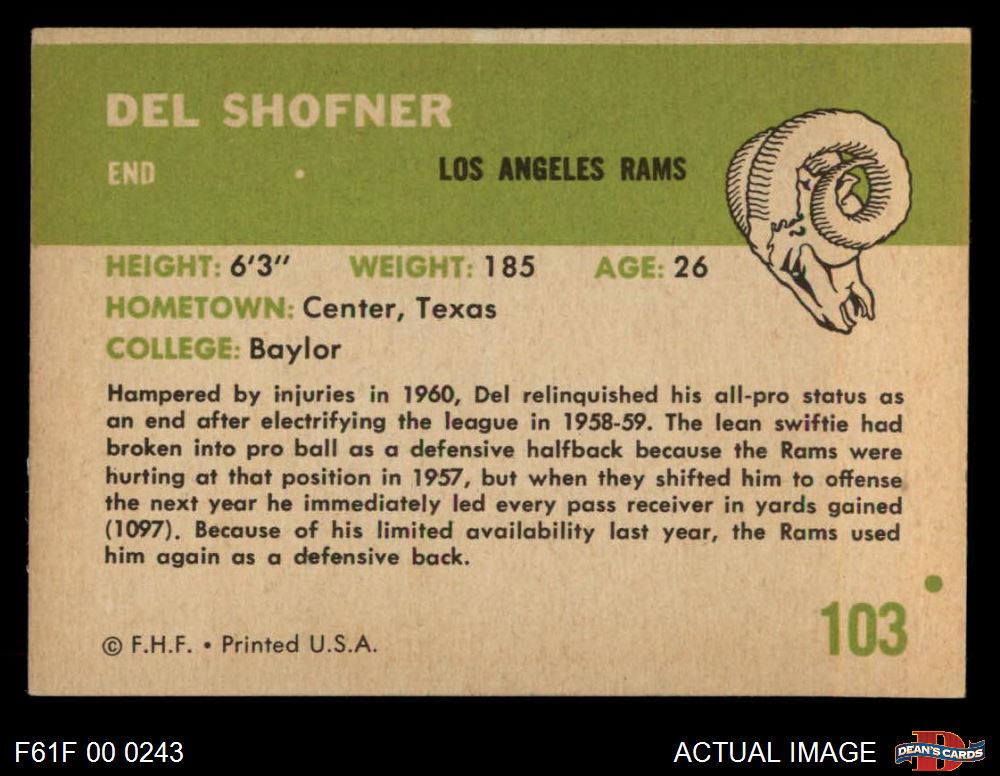 DEL SHOFNER
END
LOS ANGELES RAMS
HEIGHT: 6'3" WEIGHT: 185 AGE: 26
HOMETOWN: Center, Texas
COLLEGE: Baylor
Hampered by injuries in 1960, Del relinquished his all-pro status as
an end after electrifying the league in 1958-59. The lean swiftie had
broken into pro ball as a defensive halfback because the Rams were
hurting at that position in 1957, but when they shifted him to offense
the next year he immediately led every pass receiver in yards gained
(1097). Because of his limited availability last year, the Rams used
him again as a defensive back.
© F.H.F. • Printed U.S.A.
103
F61F 00 0243
ACTUAL IMAGE
D
DEAN'S CARDS